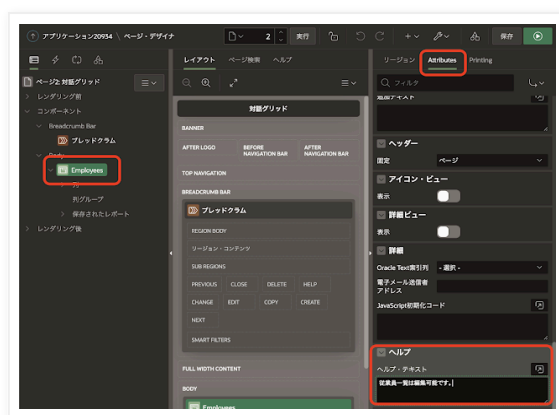 アプリケーション20934 \ ページ・デザイナ
2
実行
保存
ページ2: 対話グリッド
レンダリング前
コンポーネント
Breadcrumb Bar
ブレッドクラム
Body
Employees
列
列グループ
保存されたレポート
レンダリング後
レイアウト ページ検索 ヘルプ
対話グリッド
BANNER
AFTER LOGO BEFORE NAVIGATION BAR AFTER NAVIGATION BAR
TOP NAVIGATION
BREADCRUMB BAR
ブレッドクラム
REGION BODY
リージョン・コンテンツ
SUB REGIONS
PREVIOUS CLOSE DELETE HELP
CHANGE EDIT COPY CREATE
NEXT
SMART FILTERS
FULL WIDTH CONTENT
BODY
Employees
リージョン Attributes Printing
フィルタ
追加テキスト
ヘッダー
固定 ページ
アイコン・ビュー
表示
詳細ビュー
表示
詳細
Oracle Text索引列 - 選択 -
電子メール送信者アドレス
JavaScript初期化コード
ヘルプ
ヘルプ・テキスト
従業員一覧は編集可能です。